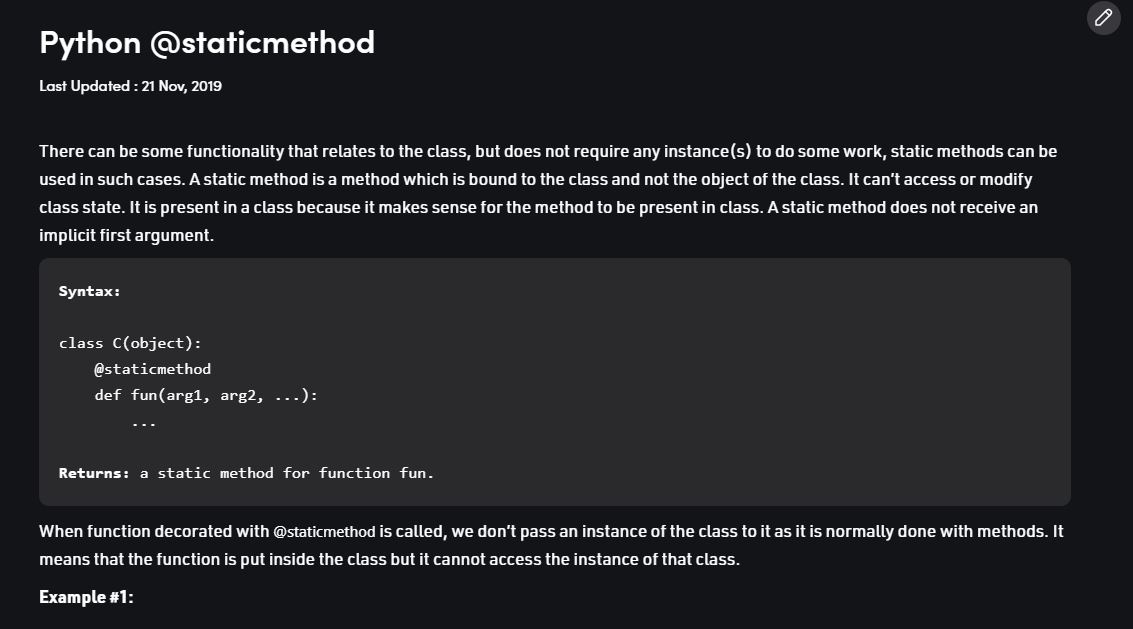 Python @staticmethod
Last Updated : 21 Nov, 2019
There can be some functionality that relates to the class, but does not require any instance(s) to do some work, static methods can be
used in such cases. A static method is a method which is bound to the class and not the object of the class. It can’t access or modify
class state. It is present in a class because it makes sense for the method to be present in class. A static method does not receive an
implicit first argument.
Syntax:
class C(object):
    @staticmethod
    def fun(arg1, arg2, ...):
        ...
Returns: a static method for function fun.
When function decorated with @staticmethod is called, we don’t pass an instance of the class to it as it is normally done with methods. It
means that the function is put inside the class but it cannot access the instance of that class.
Example #1: